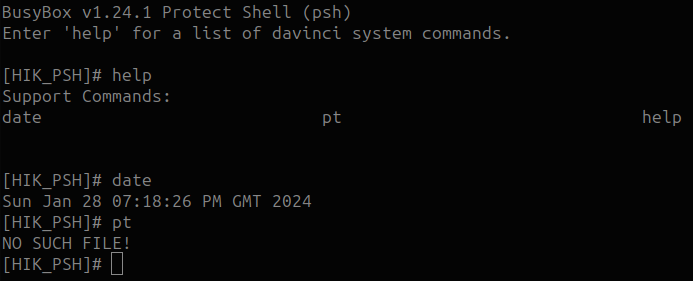 BusyBox v1.24.1 Protect Shell (psh)
Enter 'help' for a list of davinci system commands.
[HIK_PSH]# help
Support Commands:
date pt help
[HIK_PSH]# date
Sun Jan 28 07:18:26 PM GMT 2024
[HIK_PSH]# pt
NO SUCH FILE!
[HIK_PSH]#